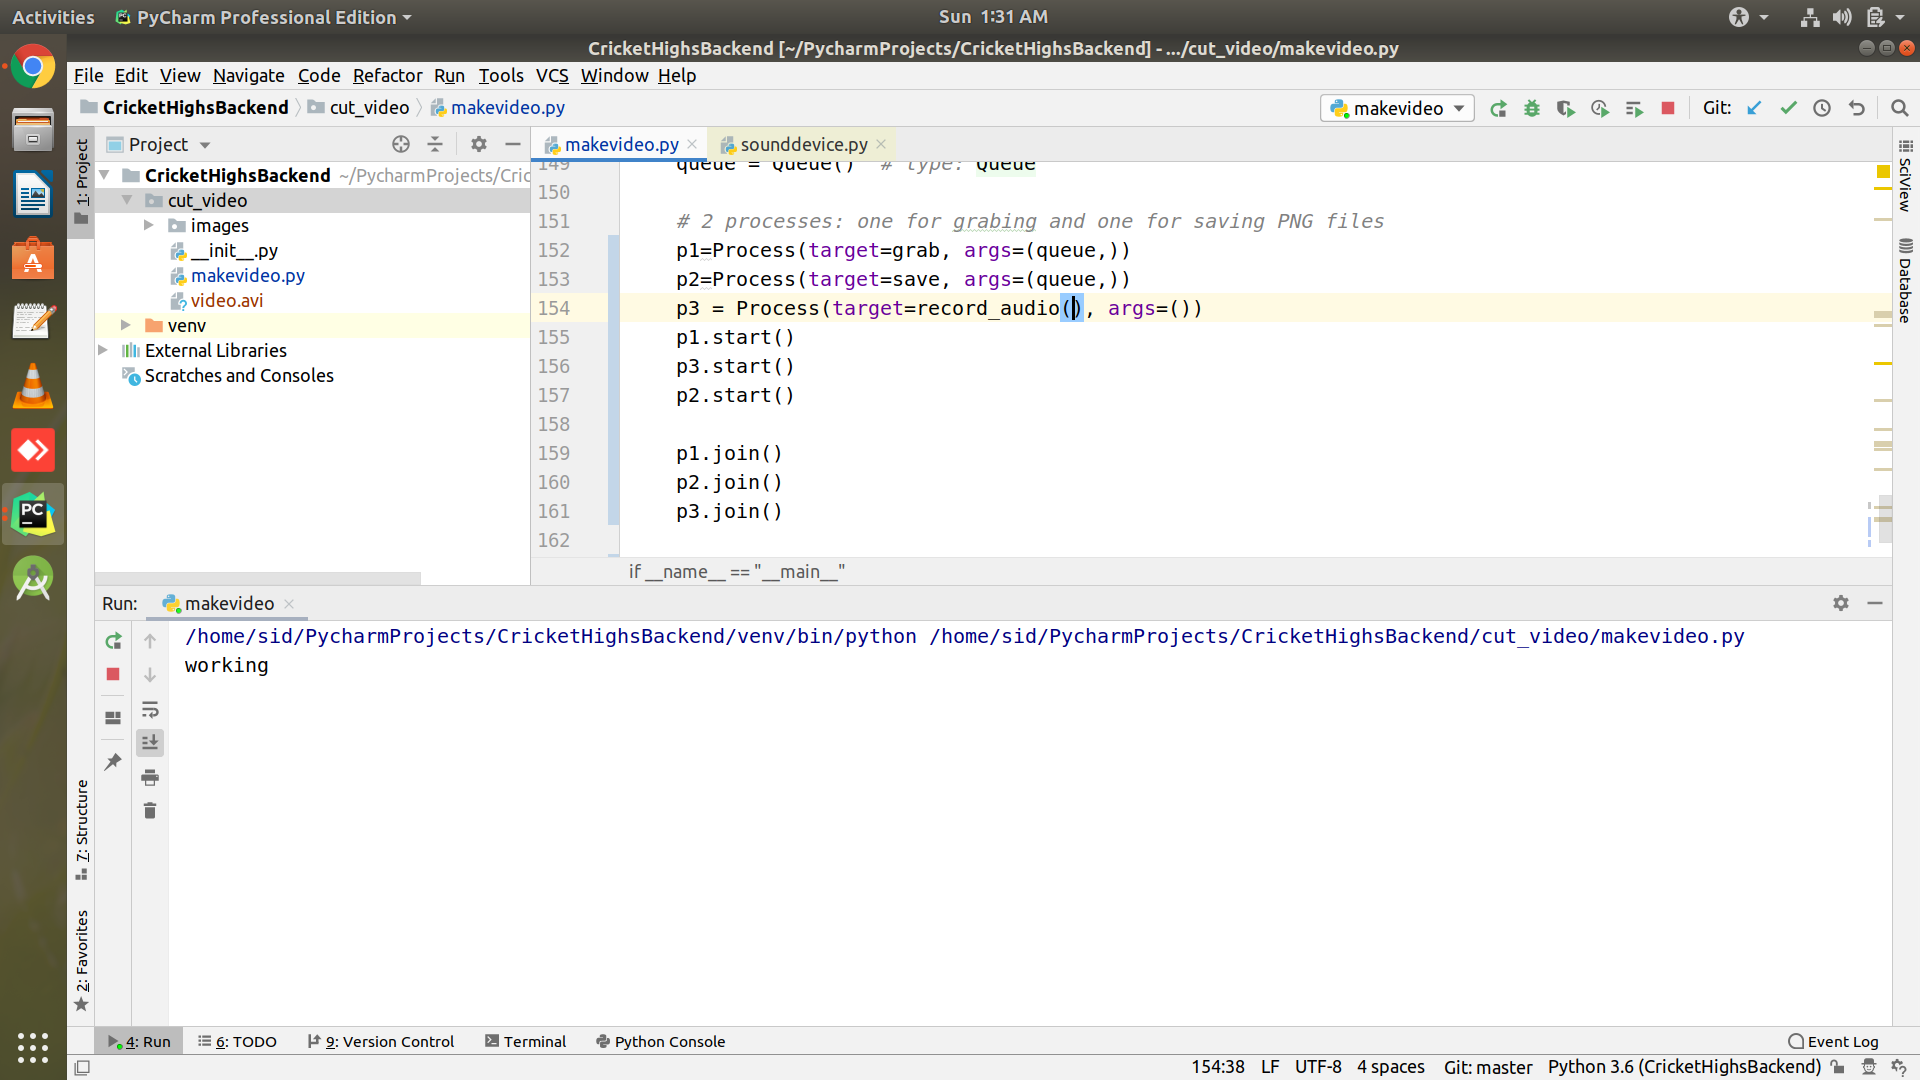 Activities PyCharm Professional Edition Sun 1:31 AM
CricketHighsBackend [~/PycharmProjects/CricketHighsBackend] - .../cut_video/makevideo.py
File Edit View Navigate Code Refactor Run Tools VCS Window Help
CricketHighsBackend cut_video makevideo.py makevideo Git:
Project makevideo.py sounddevice.py
1: Project
CricketHighsBackend ~/PycharmProjects/Cric
cut_video
images
__init__.py
makevideo.py
video.avi
venv
External Libraries
Scratches and Consoles
149 queue = Queue() # type: Queue
150
151 # 2 processes: one for grabing and one for saving PNG files
152 p1=Process(target=grab, args=(queue,))
153 p2=Process(target=save, args=(queue,))
154 p3 = Process(target=record_audio(), args=())
155 p1.start()
156 p3.start()
157 p2.start()
158
159 p1.join()
160 p2.join()
161 p3.join()
162
if __name__ == "__main__"
SciView
Database
Run: makevideo
/home/sid/PycharmProjects/CricketHighsBackend/venv/bin/python /home/sid/PycharmProjects/CricketHighsBackend/cut_video/makevideo.py
working
7: Structure
2: Favorites
PC
4: Run 6: TODO 9: Version Control Terminal Python Console Event Log
154:38 LF UTF-8 4 spaces Git: master Python 3.6 (CricketHighsBackend)